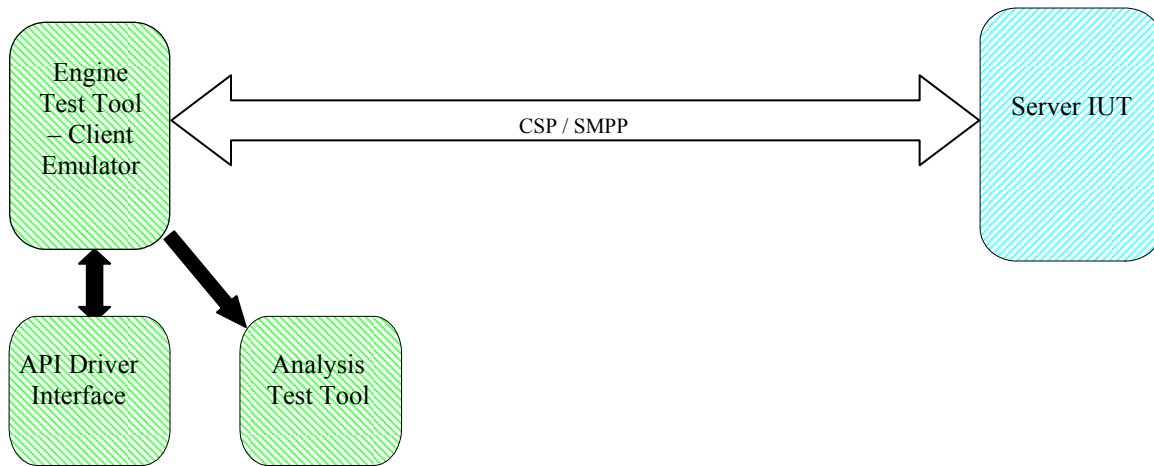 Engine
Test Tool
– Client
Emulator
CSP / SMPP
Server IUT
API Driver
Interface
Analysis
Test Tool